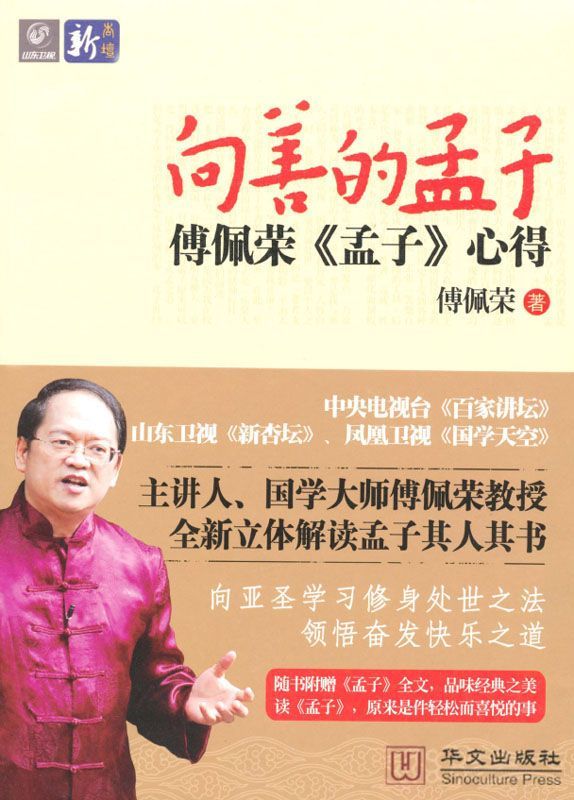 山东卫视
新杏坛
向善的孟子
傅佩荣《孟子》心得
傅佩荣 著
中央电视台《百家讲坛》
山东卫视《新杏坛》、凤凰卫视《国学天空》
主讲人、国学大师傅佩荣教授
全新立体解读孟子其人其书
向亚圣学习修身处世之法
领悟奋发快乐之道
随书附赠《孟子》全文，品味经典之美
读《孟子》，原来是件轻松而喜悦的事
华文出版社
Sinoculture Press